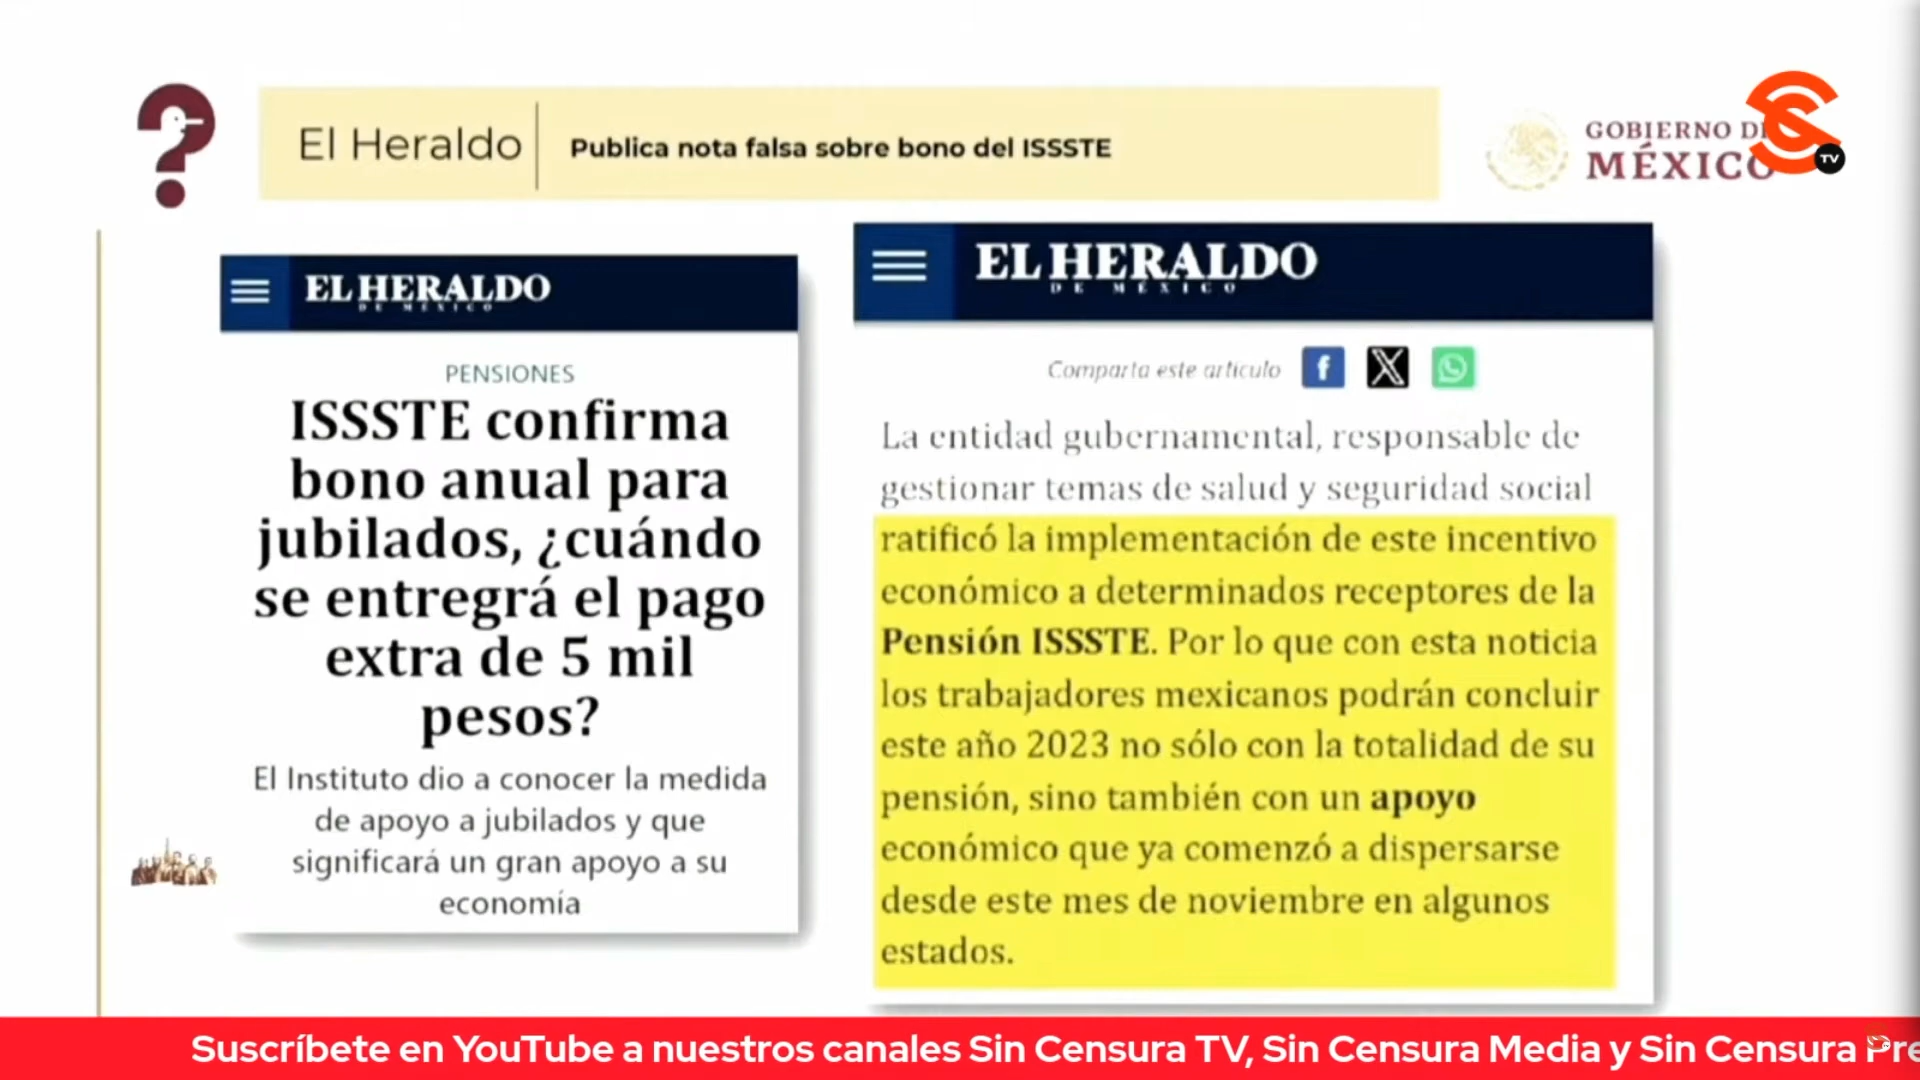 El Heraldo
Publica nota falsa sobre bono del ISSSTE
GOBIERNO DE
MÉXICO
TV
EL HERALDO
DE MÉXICO
PENSIONES
ISSSTE confirma
bono anual para
jubilados, ¿cuándo
se entregrá el pago
extra de 5 mil
pesos?
El Instituto dio a conocer la medida
de apoyo a jubilados y que
significará un gran apoyo a su
economía
EL HERALDO
DE MÉXICO
Comparta este artículo
La entidad gubernamental, responsable de
gestionar temas de salud y seguridad social
ratificó la implementación de este incentivo
económico a determinados receptores de la
Pensión ISSSTE. Por lo que con esta noticia
los trabajadores mexicanos podrán concluir
este año 2023 no sólo con la totalidad de su
pensión, sino también con un apoyo
económico que ya comenzó a dispersarse
desde este mes de noviembre en algunos
estados.
Suscríbete en YouTube a nuestros canales Sin Censura TV, Sin Censura Media y Sin Censura Pre